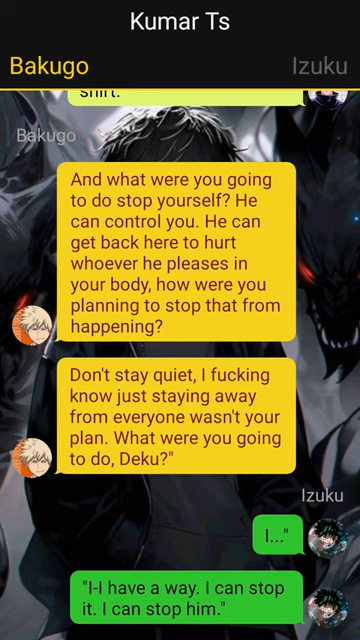 Kumar Ts
Bakugo Izuku
shirt.
Bakugo
And what were you going
to do stop yourself? He
can control you. He can
get back here to hurt
whoever he pleases in
your body, how were you
planning to stop that from
happening?
Don't stay quiet, I fucking
know just staying away
from everyone wasn't your
plan. What were you going
to do, Deku?"
Izuku
I..."
"I-I have a way. I can stop
it. I can stop him."